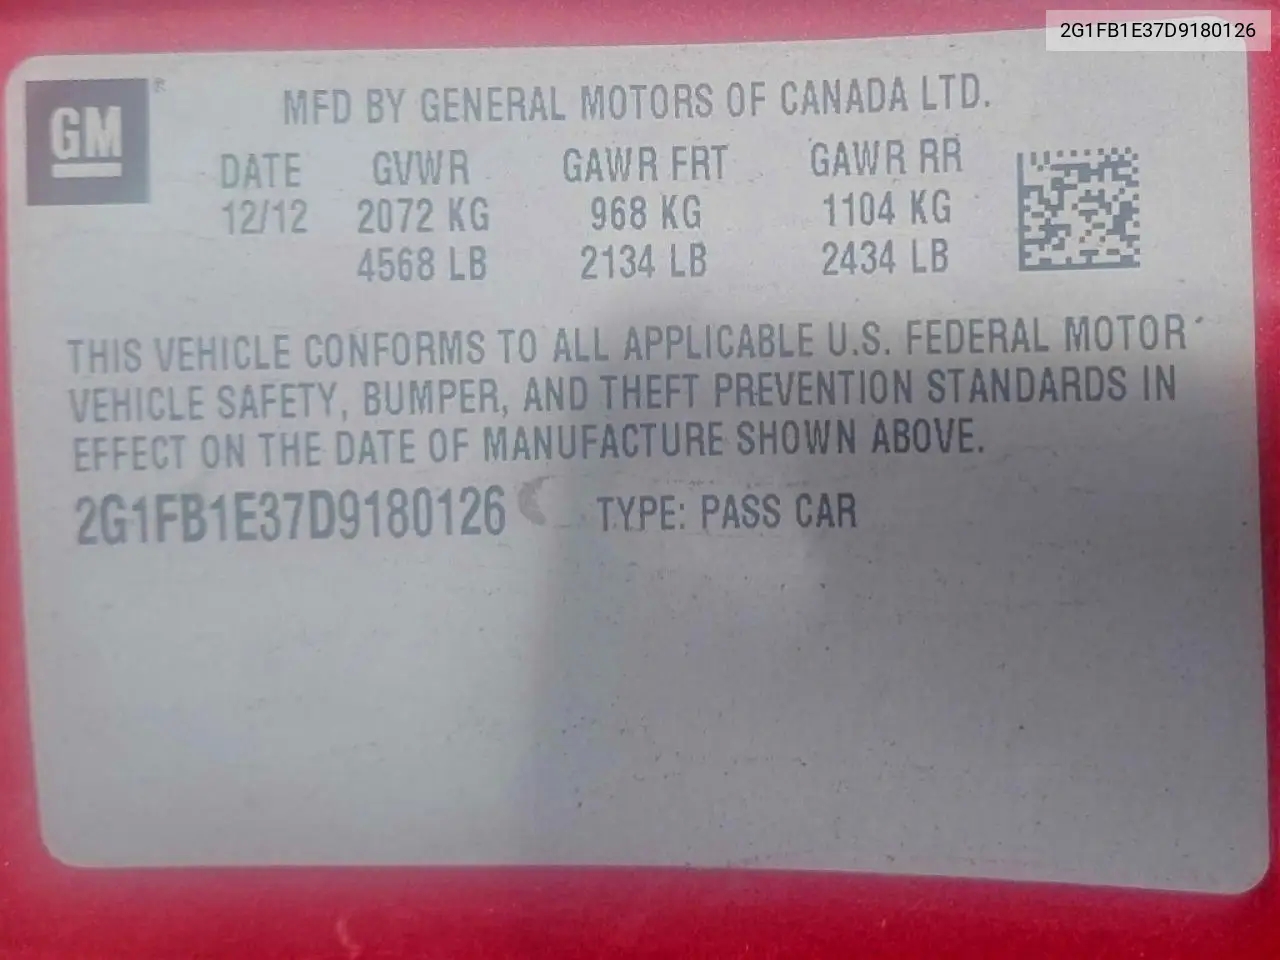 2G1FB1E37D9180126
GM ®
MFD BY GENERAL MOTORS OF CANADA LTD.
DATE GVWR GAWR FRT GAWR RR
12/12 2072 KG 968 KG 1104 KG
4568 LB 2134 LB 2434 LB
THIS VEHICLE CONFORMS TO ALL APPLICABLE U.S. FEDERAL MOTOR
VEHICLE SAFETY, BUMPER, AND THEFT PREVENTION STANDARDS IN
EFFECT ON THE DATE OF MANUFACTURE SHOWN ABOVE.
2G1FB1E37D9180126 TYPE: PASS CAR